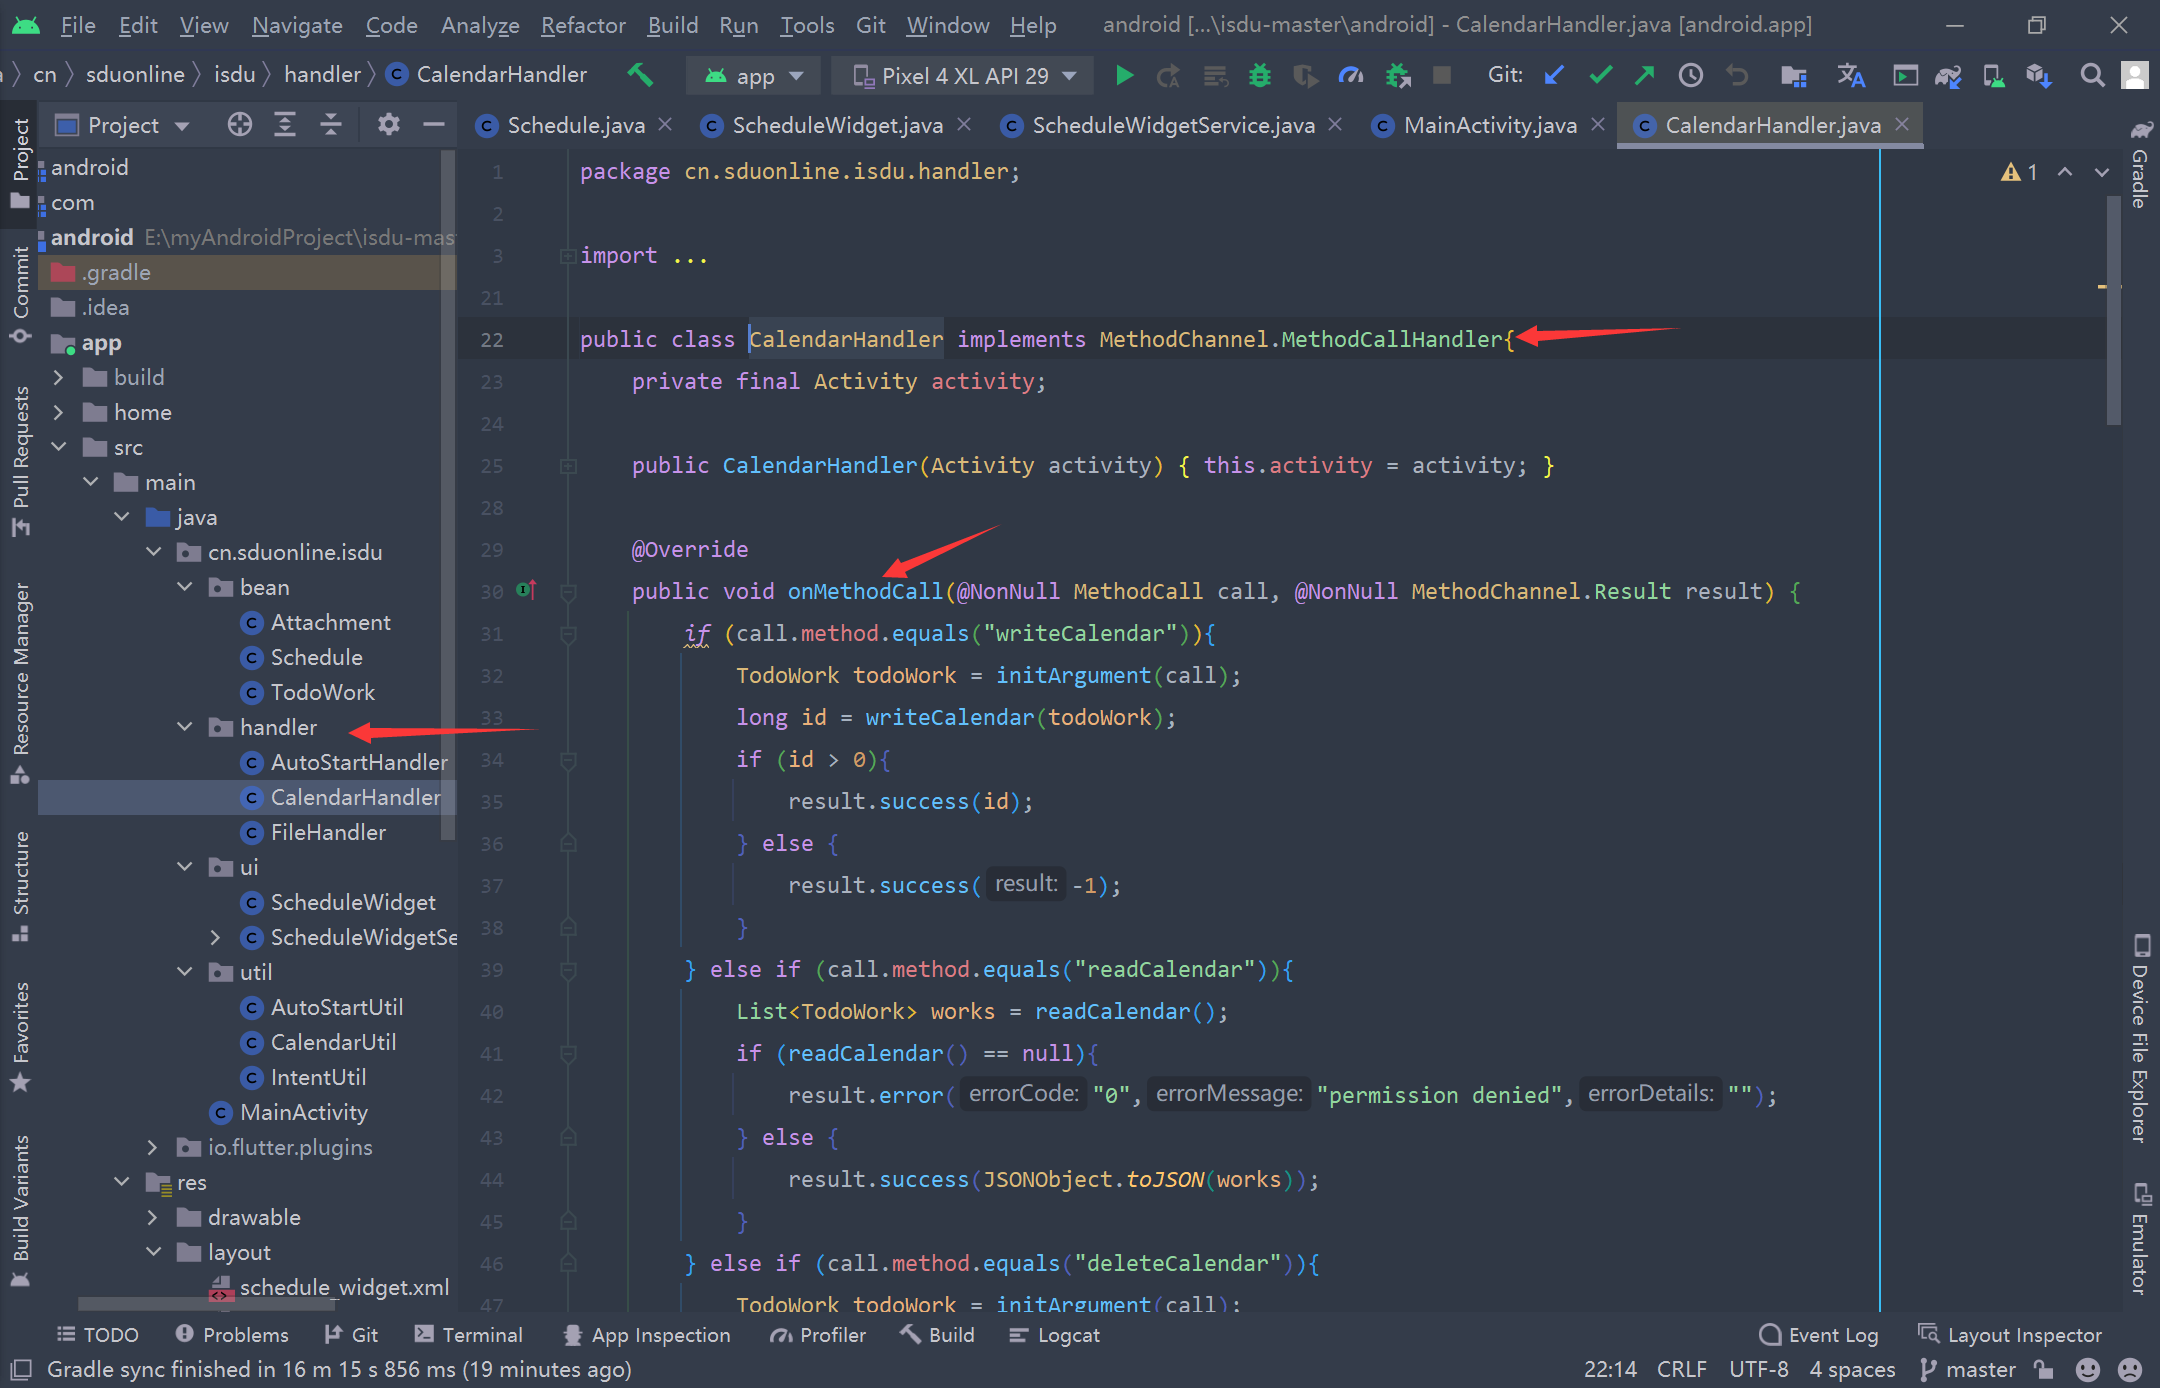 File Edit View Navigate Code Analyze Refactor Build Run Tools Git Window Help android [...\isdu-master\android] - CalendarHandler.java [android.app]
cn sduonline isdu handler CalendarHandler app Pixel 4 XL API 29 Git:
Project Schedule.java ScheduleWidget.java ScheduleWidgetService.java MainActivity.java CalendarHandler.java
Project
Commit
Pull Requests
Resource Manager
Structure
Favorites
Build Variants
android
com
android E:\myAndroidProject\isdu-mas
.gradle
.idea
app
build
home
src
main
java
cn.sduonline.isdu
bean
Attachment
Schedule
TodoWork
handler
AutoStartHandler
CalendarHandler
FileHandler
ui
ScheduleWidget
ScheduleWidgetSe
util
AutoStartUtil
CalendarUtil
IntentUtil
MainActivity
io.flutter.plugins
res
drawable
layout
schedule_widget.xml
1 package cn.sduonline.isdu.handler;
2
3 import ...
21
22 public class CalendarHandler implements MethodChannel.MethodCallHandler{
23 private final Activity activity;
24
25 public CalendarHandler(Activity activity) { this.activity = activity; }
28
29 @Override
30 public void onMethodCall(@NonNull MethodCall call, @NonNull MethodChannel.Result result) {
31 if (call.method.equals("writeCalendar")){
32 TodoWork todoWork = initArgument(call);
33 long id = writeCalendar(todoWork);
34 if (id > 0){
35 result.success(id);
36 } else {
37 result.success( result: -1);
38 }
39 } else if (call.method.equals("readCalendar")){
40 List<TodoWork> works = readCalendar();
41 if (readCalendar() == null){
42 result.error( errorCode: "0", errorMessage: "permission denied", errorDetails: "");
43 } else {
44 result.success(JSONObject.toJSON(works));
45 }
46 } else if (call.method.equals("deleteCalendar")){
47 TodoWork todoWork = initArgument(call);
1
Gradle
Device File Explorer
Emulator
TODO Problems Git Terminal App Inspection Profiler Build Logcat Event Log Layout Inspector
Gradle sync finished in 16 m 15 s 856 ms (19 minutes ago) 22:14 CRLF UTF-8 4 spaces master